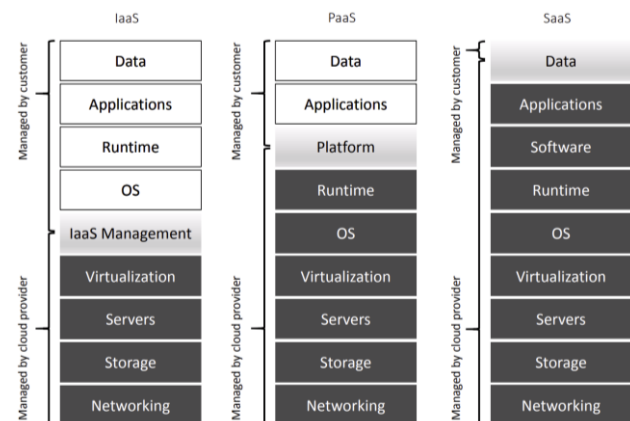 IaaS
Managed by customer
Data
Applications
Runtime
OS
IaaS Management
Managed by cloud provider
Virtualization
Servers
Storage
Networking
PaaS
Managed by customer
Data
Applications
Platform
Managed by cloud provider
Runtime
OS
Virtualization
Servers
Storage
Networking
SaaS
Managed by customer
Data
Managed by cloud provider
Applications
Software
Runtime
OS
Virtualization
Servers
Storage
Networking